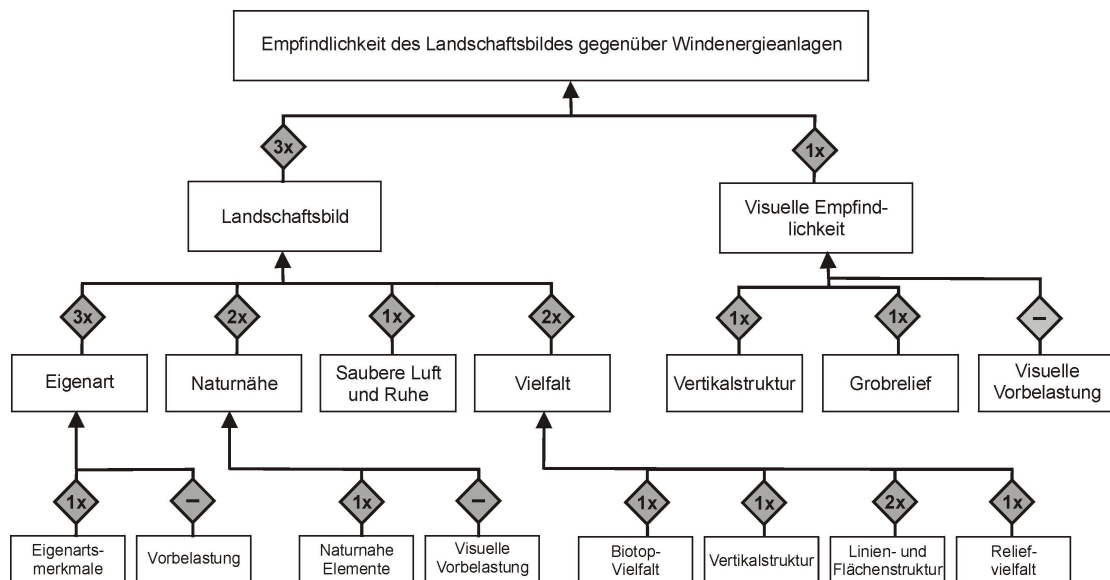 Empfindlichkeit des Landschaftsbildes gegenüber Windenergieanlagen
3x
1x
Landschaftsbild
Visuelle Empfind-
lichkeit
3x
2x
1x
2x
1x
1x
–
Eigenart
Naturnähe
Saubere Luft
und Ruhe
Vielfalt
Vertikalstruktur
Grobrelief
Visuelle
Vorbelastung
1x
–
1x
–
1x
1x
2x
1x
Eigenarts-
merkmale
Vorbelastung
Naturnahe
Elemente
Visuelle
Vorbelastung
Biotop-
Vielfalt
Vertikalstruktur
Linien- und
Flächenstruktur
Relief-
vielfalt